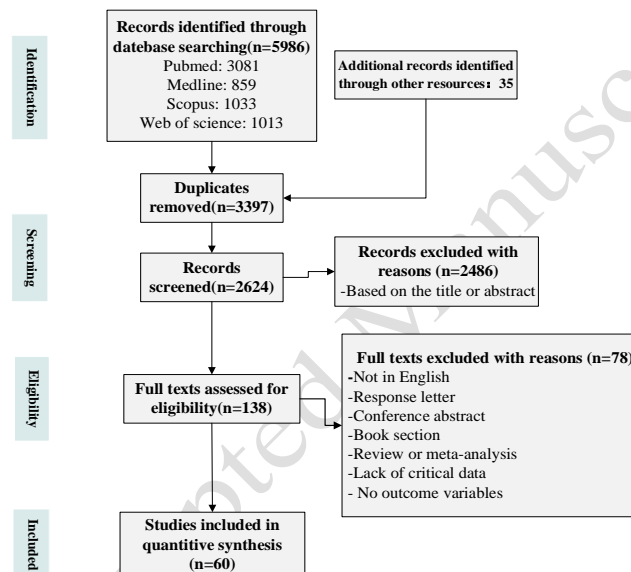 Identification
Records identified through
datebase searching(n=5986)
Pubmed: 3081
Medline: 859
Scopus: 1033
Web of science: 1013
Additional records identified
through other resources: 35
Duplicates
removed(n=3397)
Screening
Records
screened(n=2624)
Records excluded with
reasons (n=2486)
-Based on the title or abstract
Eligibility
Full texts assessed for
eligibility(n=138)
Full texts excluded with reasons (n=78)
-Not in English
-Response letter
-Conference abstract
-Book section
-Review or meta-analysis
-Lack of critical data
- No outcome variables
Included
Studies included in
quantitive synthesis
(n=60)